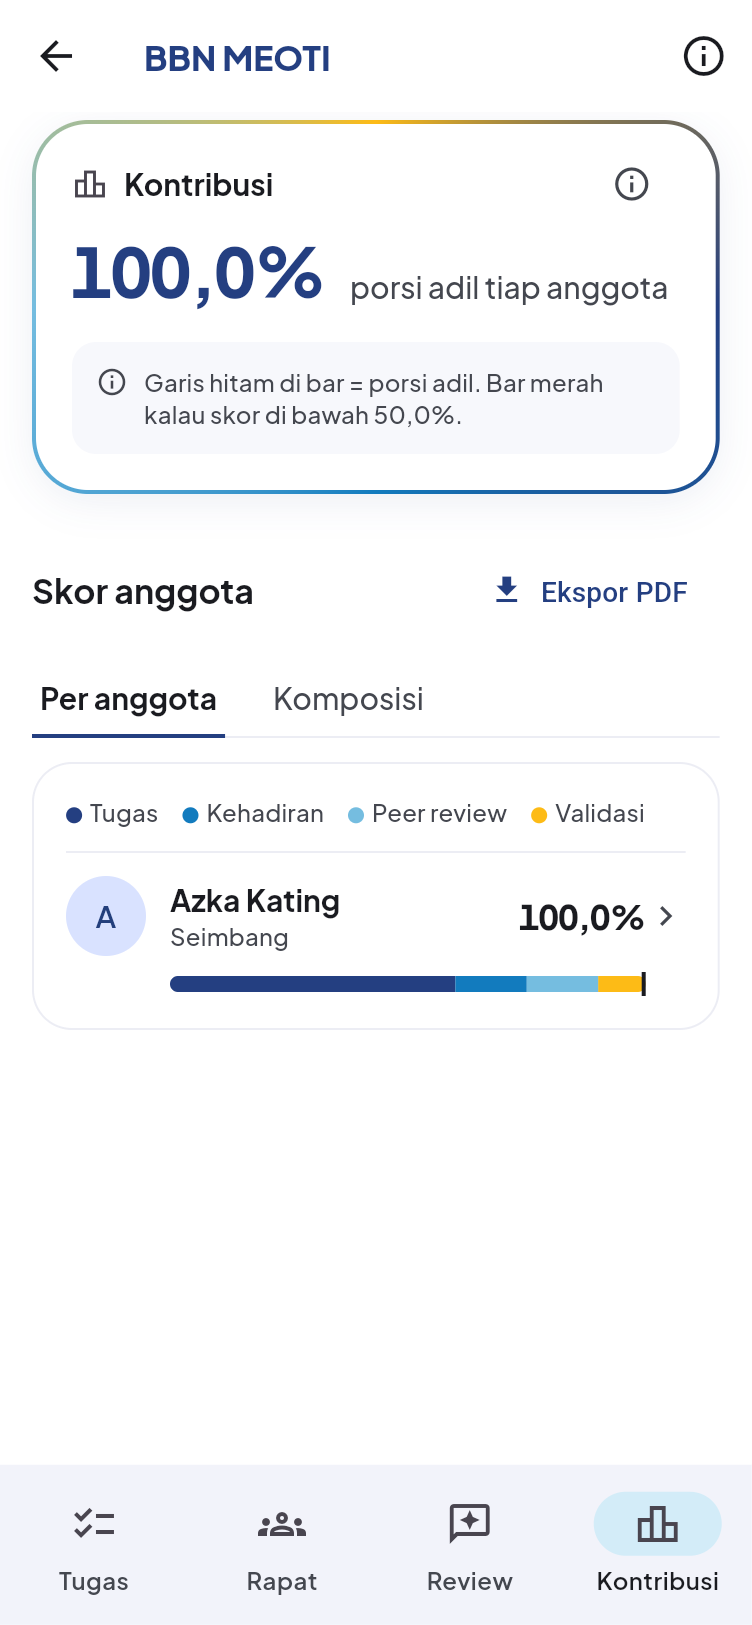 BBN MEOTI
Kontribusi
100,0% porsi adil tiap anggota
Garis hitam di bar = porsi adil. Bar merah
kalau skor di bawah 50,0%.
Skor anggota
Ekspor PDF
Per anggota
Komposisi
Tugas
Kehadiran
Peer review
Validasi
A
Azka Kating
Seimbang
100,0%
Tugas
Rapat
Review
Kontribusi